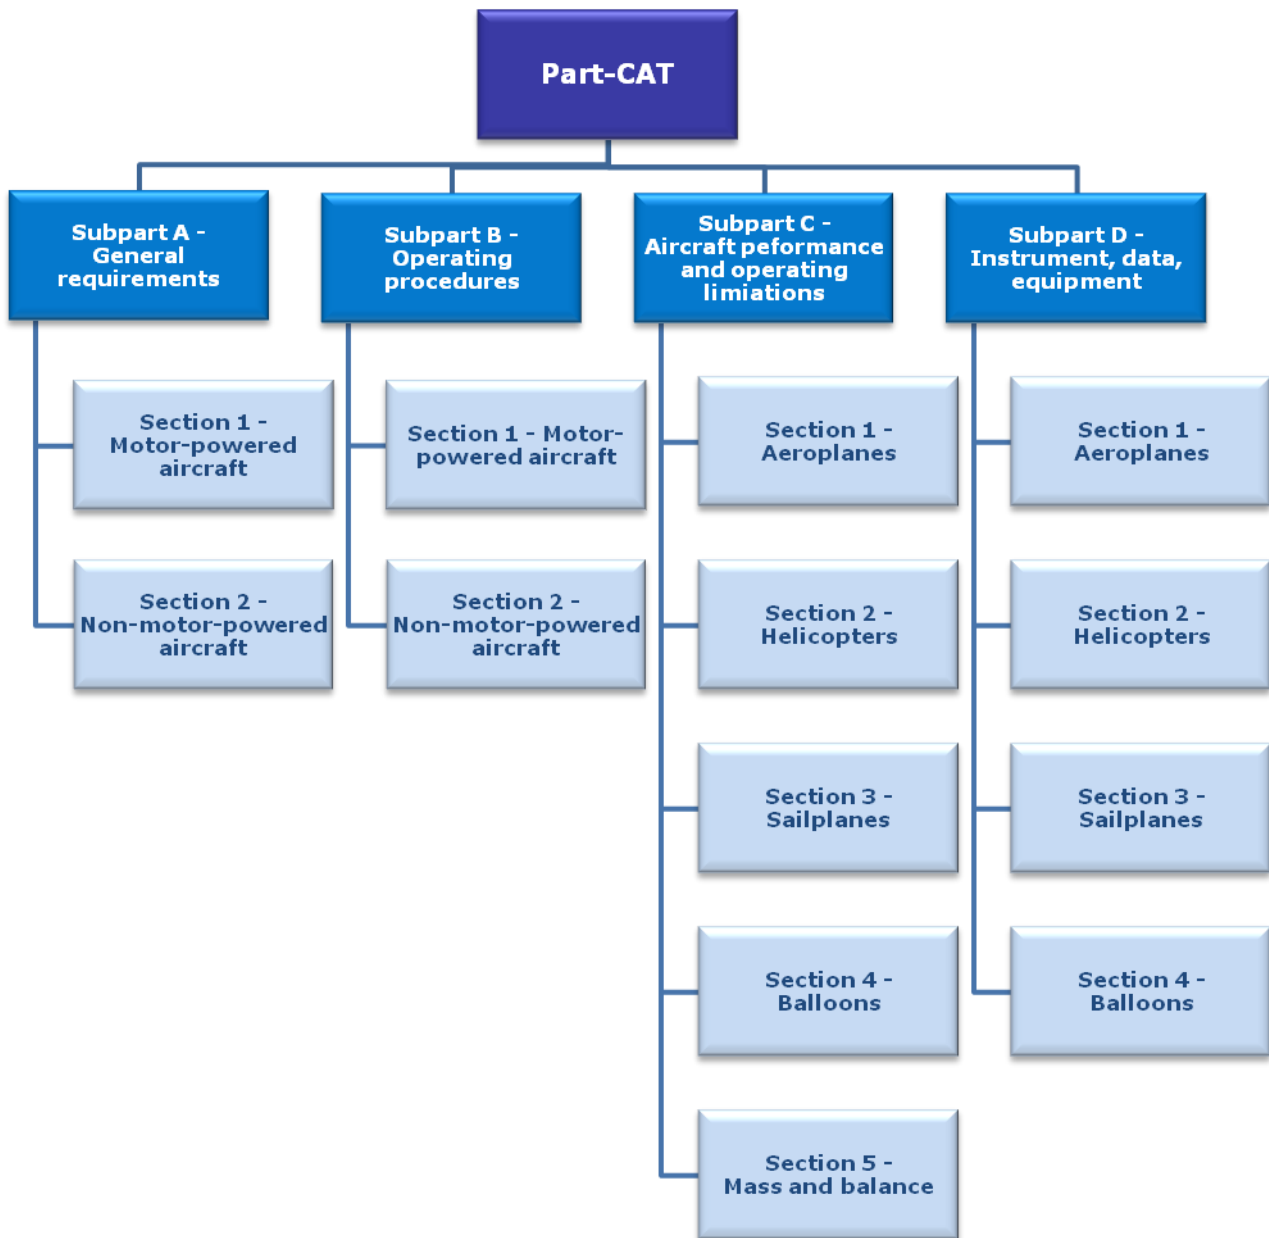 Part-CAT
Subpart A -
General
requirements
Subpart B -
Operating
procedures
Subpart C -
Aircraft peformance
and operating
limiations
Subpart D -
Instrument, data,
equipment
Section 1 -
Motor-powered
aircraft
Section 1 - Motor-
powered aircraft
Section 1 -
Aeroplanes
Section 1 -
Aeroplanes
Section 2 -
Non-motor-powered
aircraft
Section 2 -
Non-motor-powered
aircraft
Section 2 -
Helicopters
Section 2 -
Helicopters
Section 3 -
Sailplanes
Section 3 -
Sailplanes
Section 4 -
Balloons
Section 4 -
Balloons
Section 5 -
Mass and balance